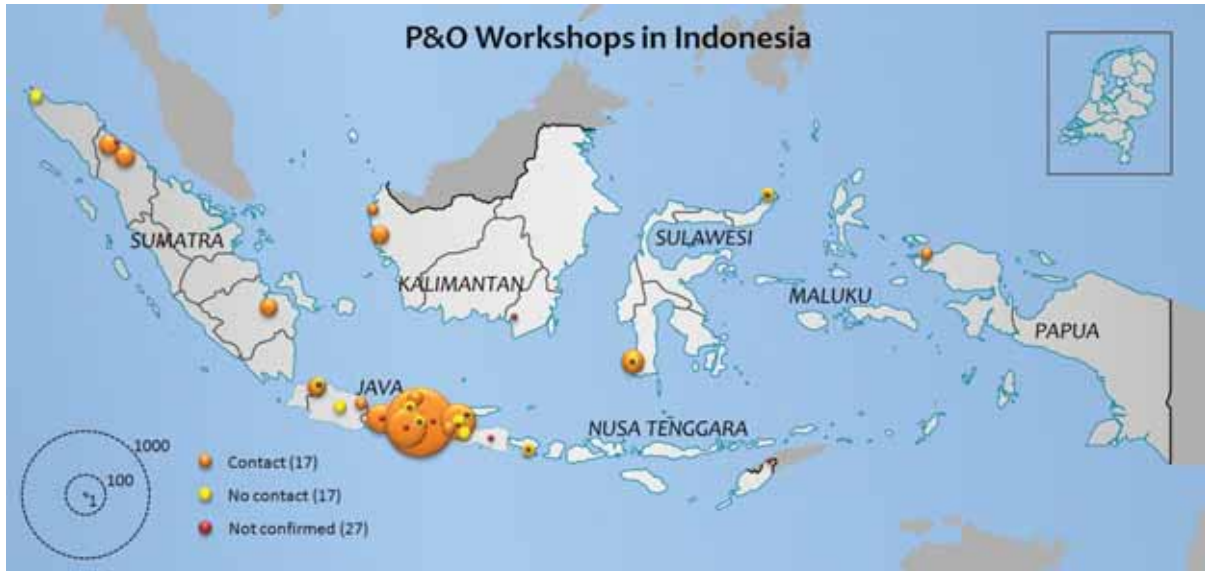 P&O Workshops in Indonesia
SUMATRA
KALIMANTAN
SULAWESI
MALUKU
PAPUA
JAVA
NUSA TENGGARA
1000
100
1
Contact (17)
No contact (17)
Not confirmed (27)